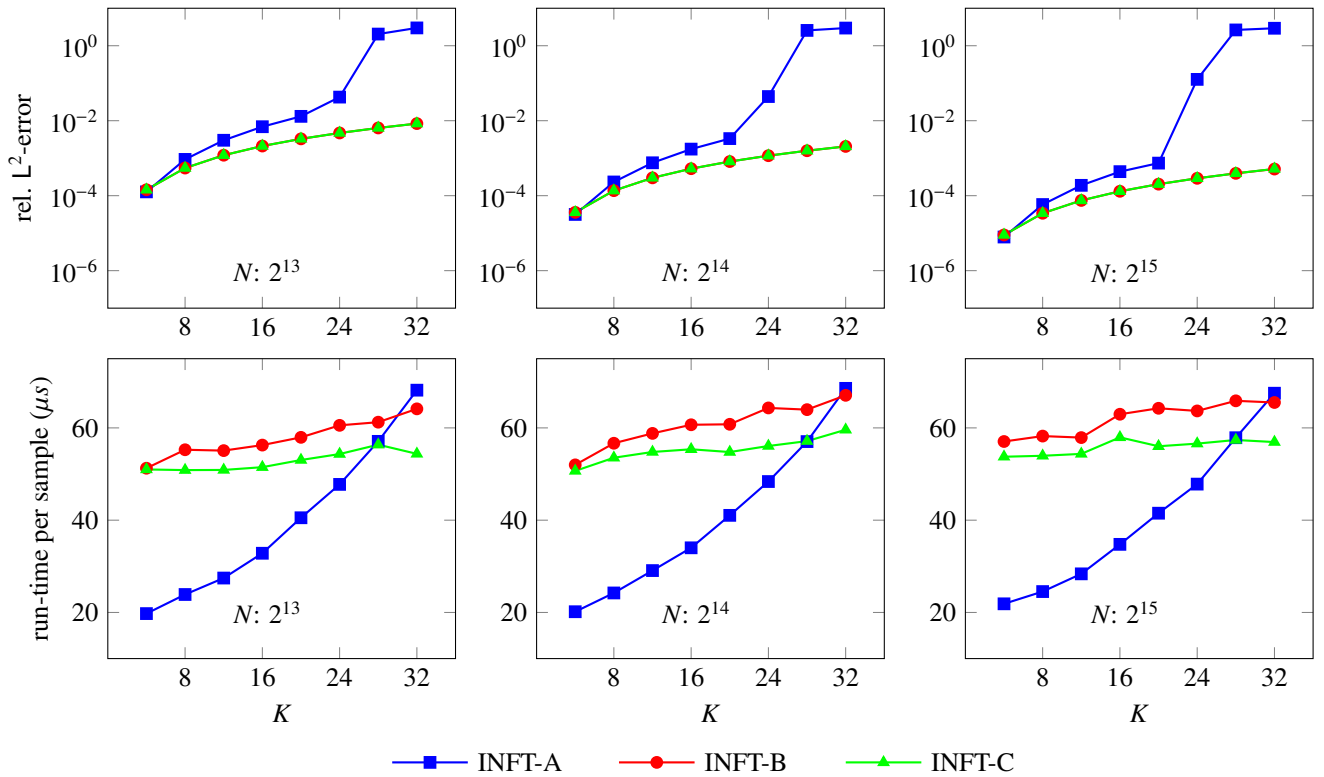 rel. L²-error
10⁰ 10⁻² 10⁻⁴ 10⁻⁶
N: 2¹³
8 16 24 32
10⁰ 10⁻² 10⁻⁴ 10⁻⁶
N: 2¹⁴
8 16 24 32
10⁰ 10⁻² 10⁻⁴ 10⁻⁶
N: 2¹⁵
8 16 24 32
run-time per sample (μs)
60 40 20
N: 2¹³
8 16 24 32
K
60 40 20
N: 2¹⁴
8 16 24 32
K
60 40 20
N: 2¹⁵
8 16 24 32
K
INFT-A INFT-B INFT-C